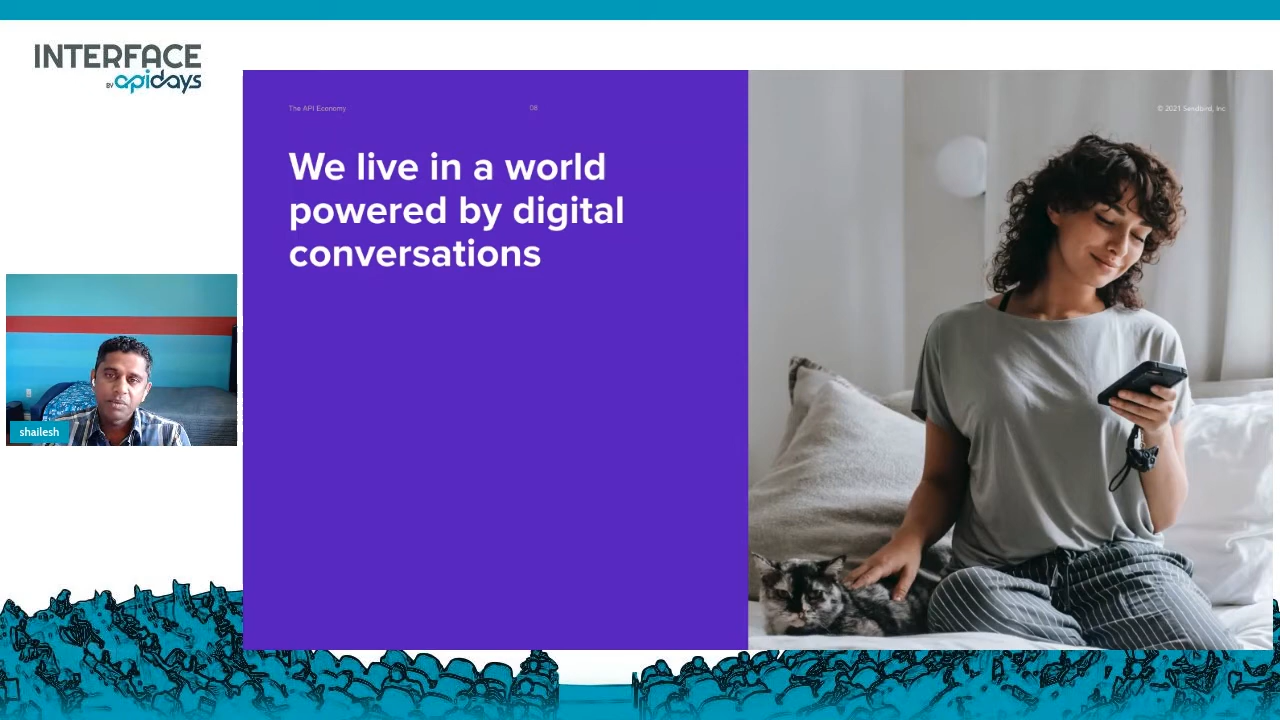 INTERFACE
BY apidays
The API Economy
08
© 2021 Sendbird, Inc
We live in a world
powered by digital
conversations
shailesh